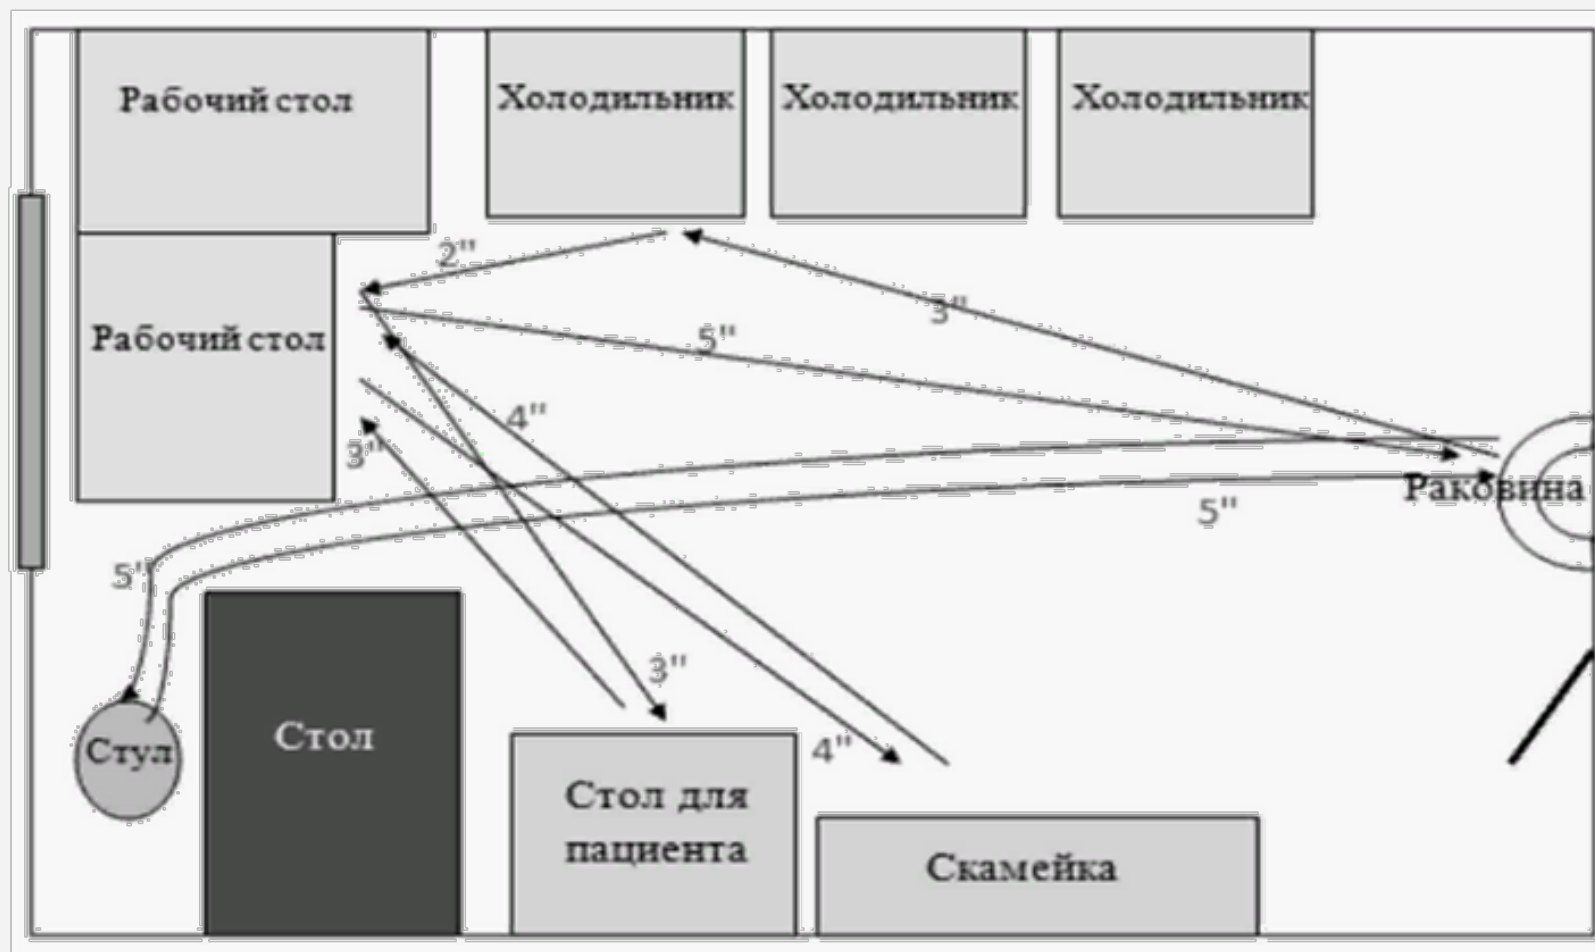 Рабочий стол
Холодильник
Холодильник
Холодильник
2"
3"
Рабочий стол
5"
4"
3"
Раковина
5"
5"
3"
Стул
Стол
4"
Стол для
пациента
Скамейка